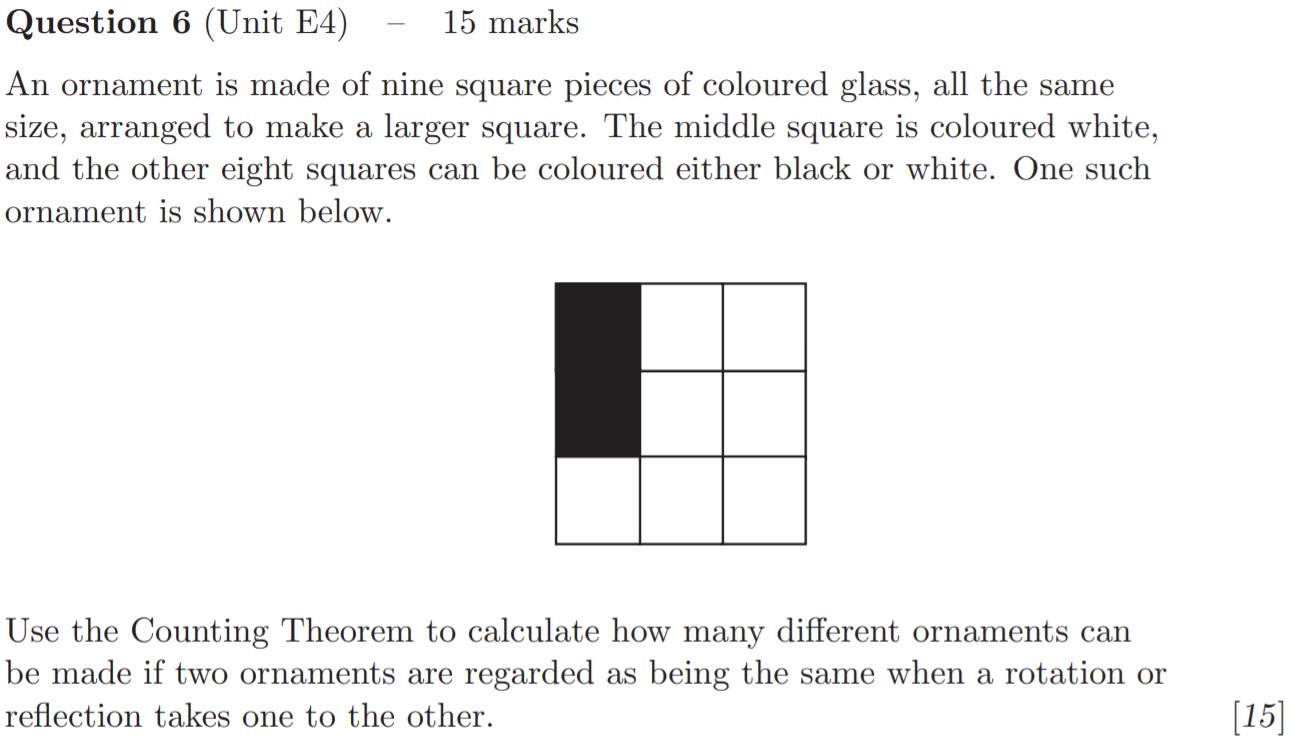 Question 6 (Unit E4) – 15 marks
An ornament is made of nine square pieces of coloured glass, all the same
size, arranged to make a larger square. The middle square is coloured white,
and the other eight squares can be coloured either black or white. One such
ornament is shown below.
Use the Counting Theorem to calculate how many different ornaments can
be made if two ornaments are regarded as being the same when a rotation or
reflection takes one to the other. [15]